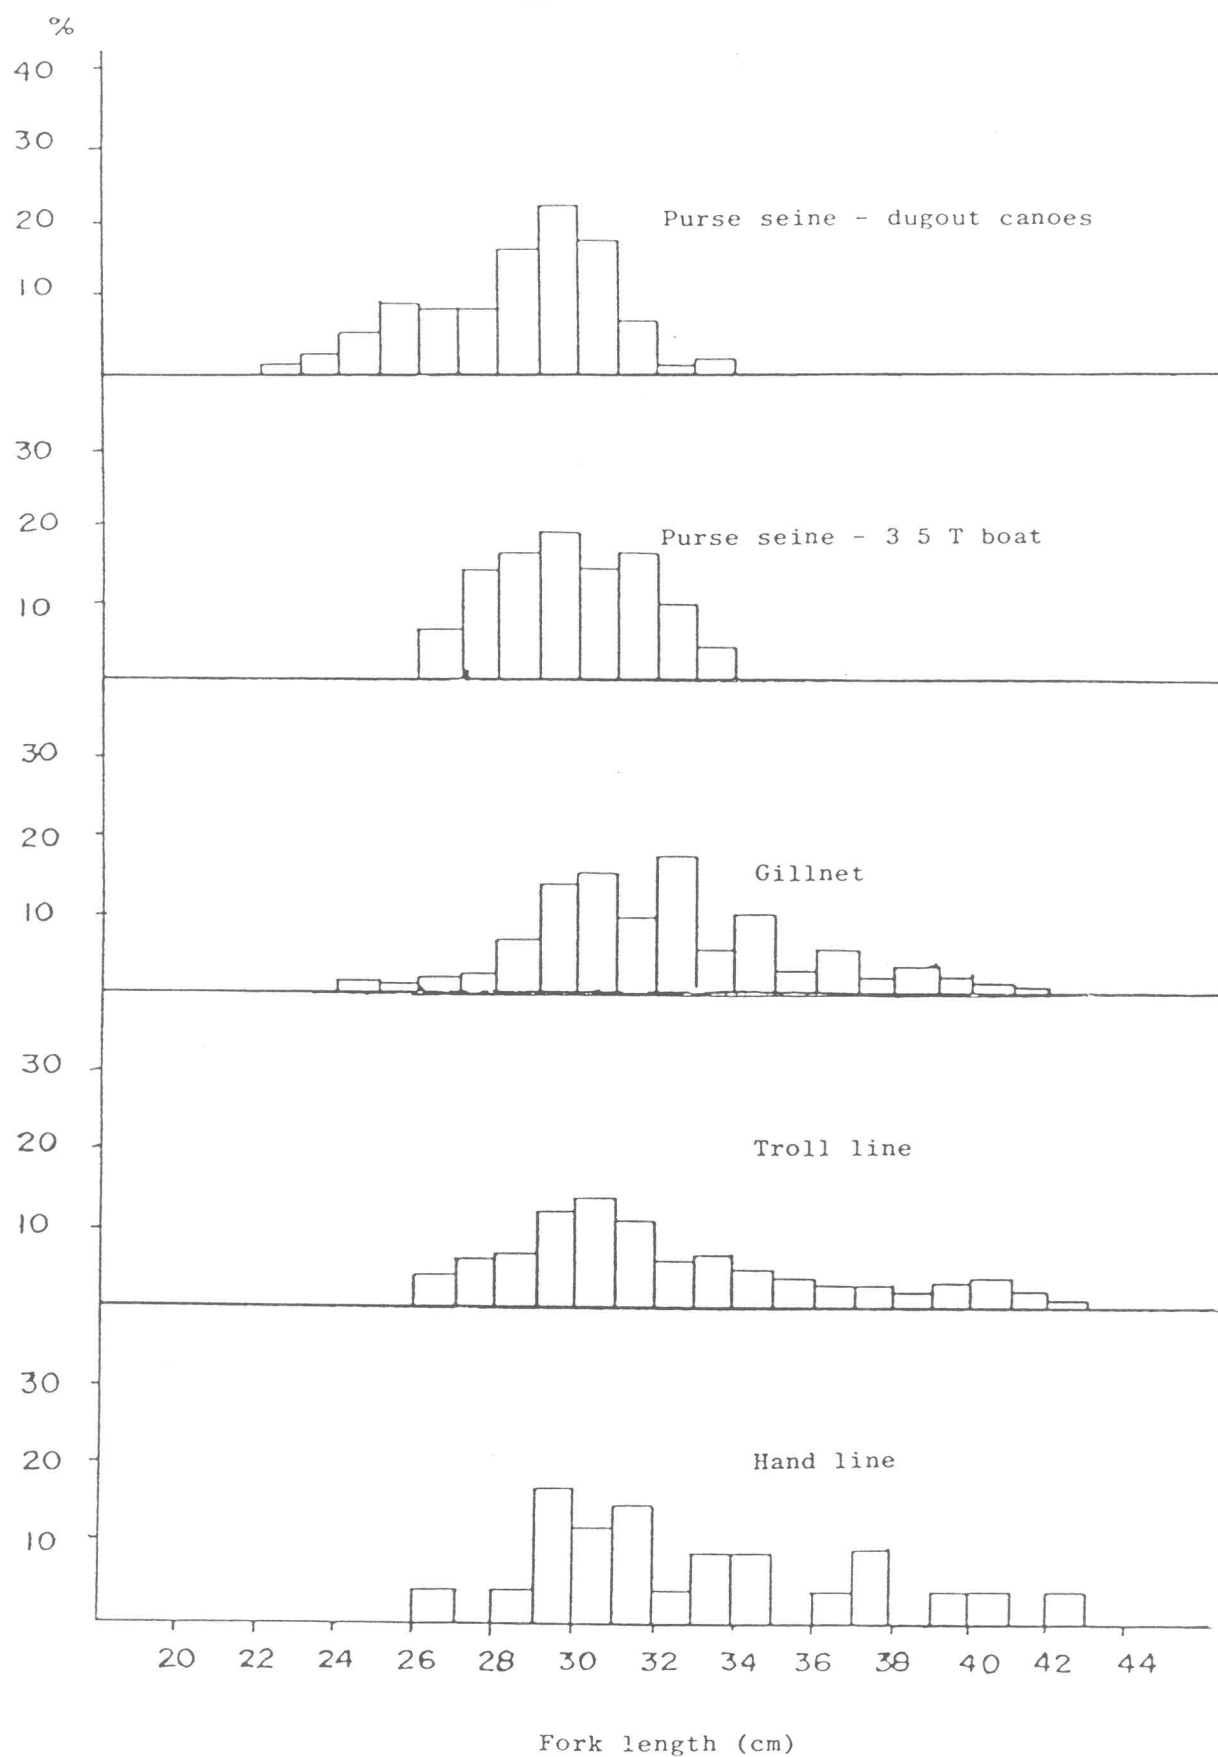 %
40
30
20
10
Purse seine - dugout canoes
30
20
10
Purse seine - 3 5 T boat
30
20
10
Gillnet
30
20
10
Troll line
30
20
10
Hand line
20 22 24 26 28 30 32 34 36 38 40 42 44
Fork length (cm)